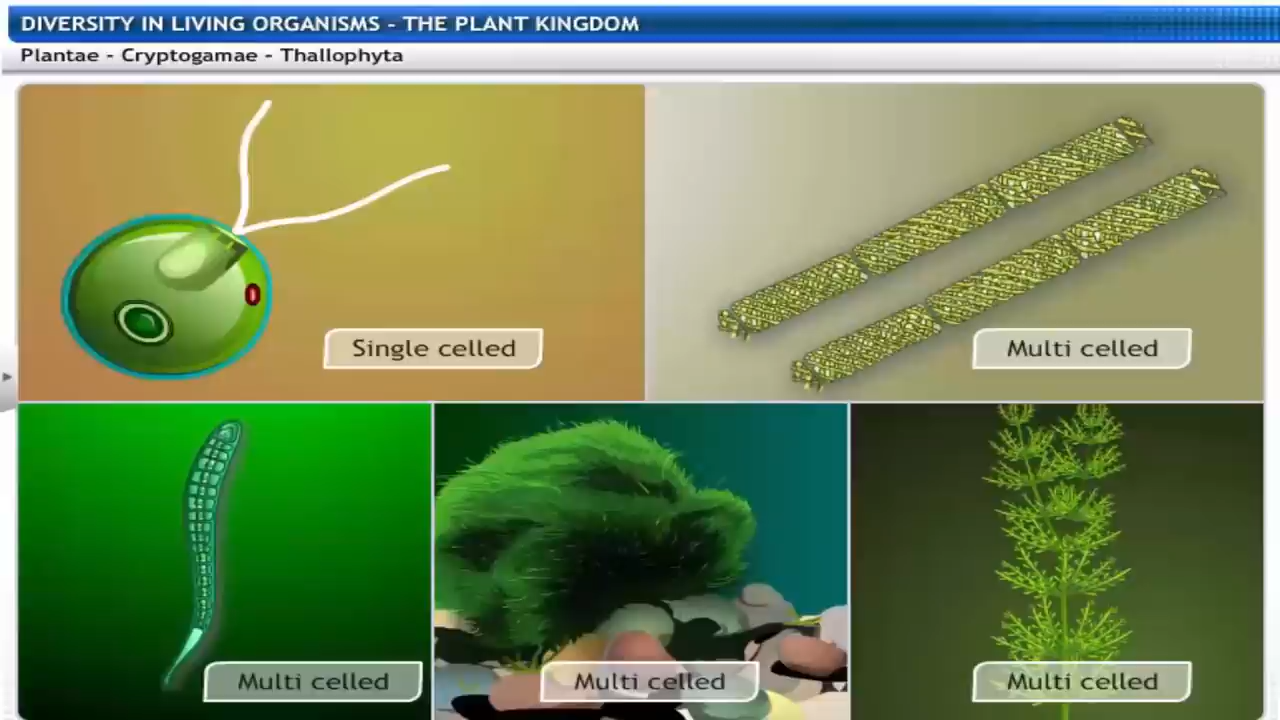 DIVERSITY IN LIVING ORGANISMS - THE PLANT KINGDOM
Plantae - Cryptogamae - Thallophyta
Single celled
Multi celled
Multi celled
Multi celled
Multi celled